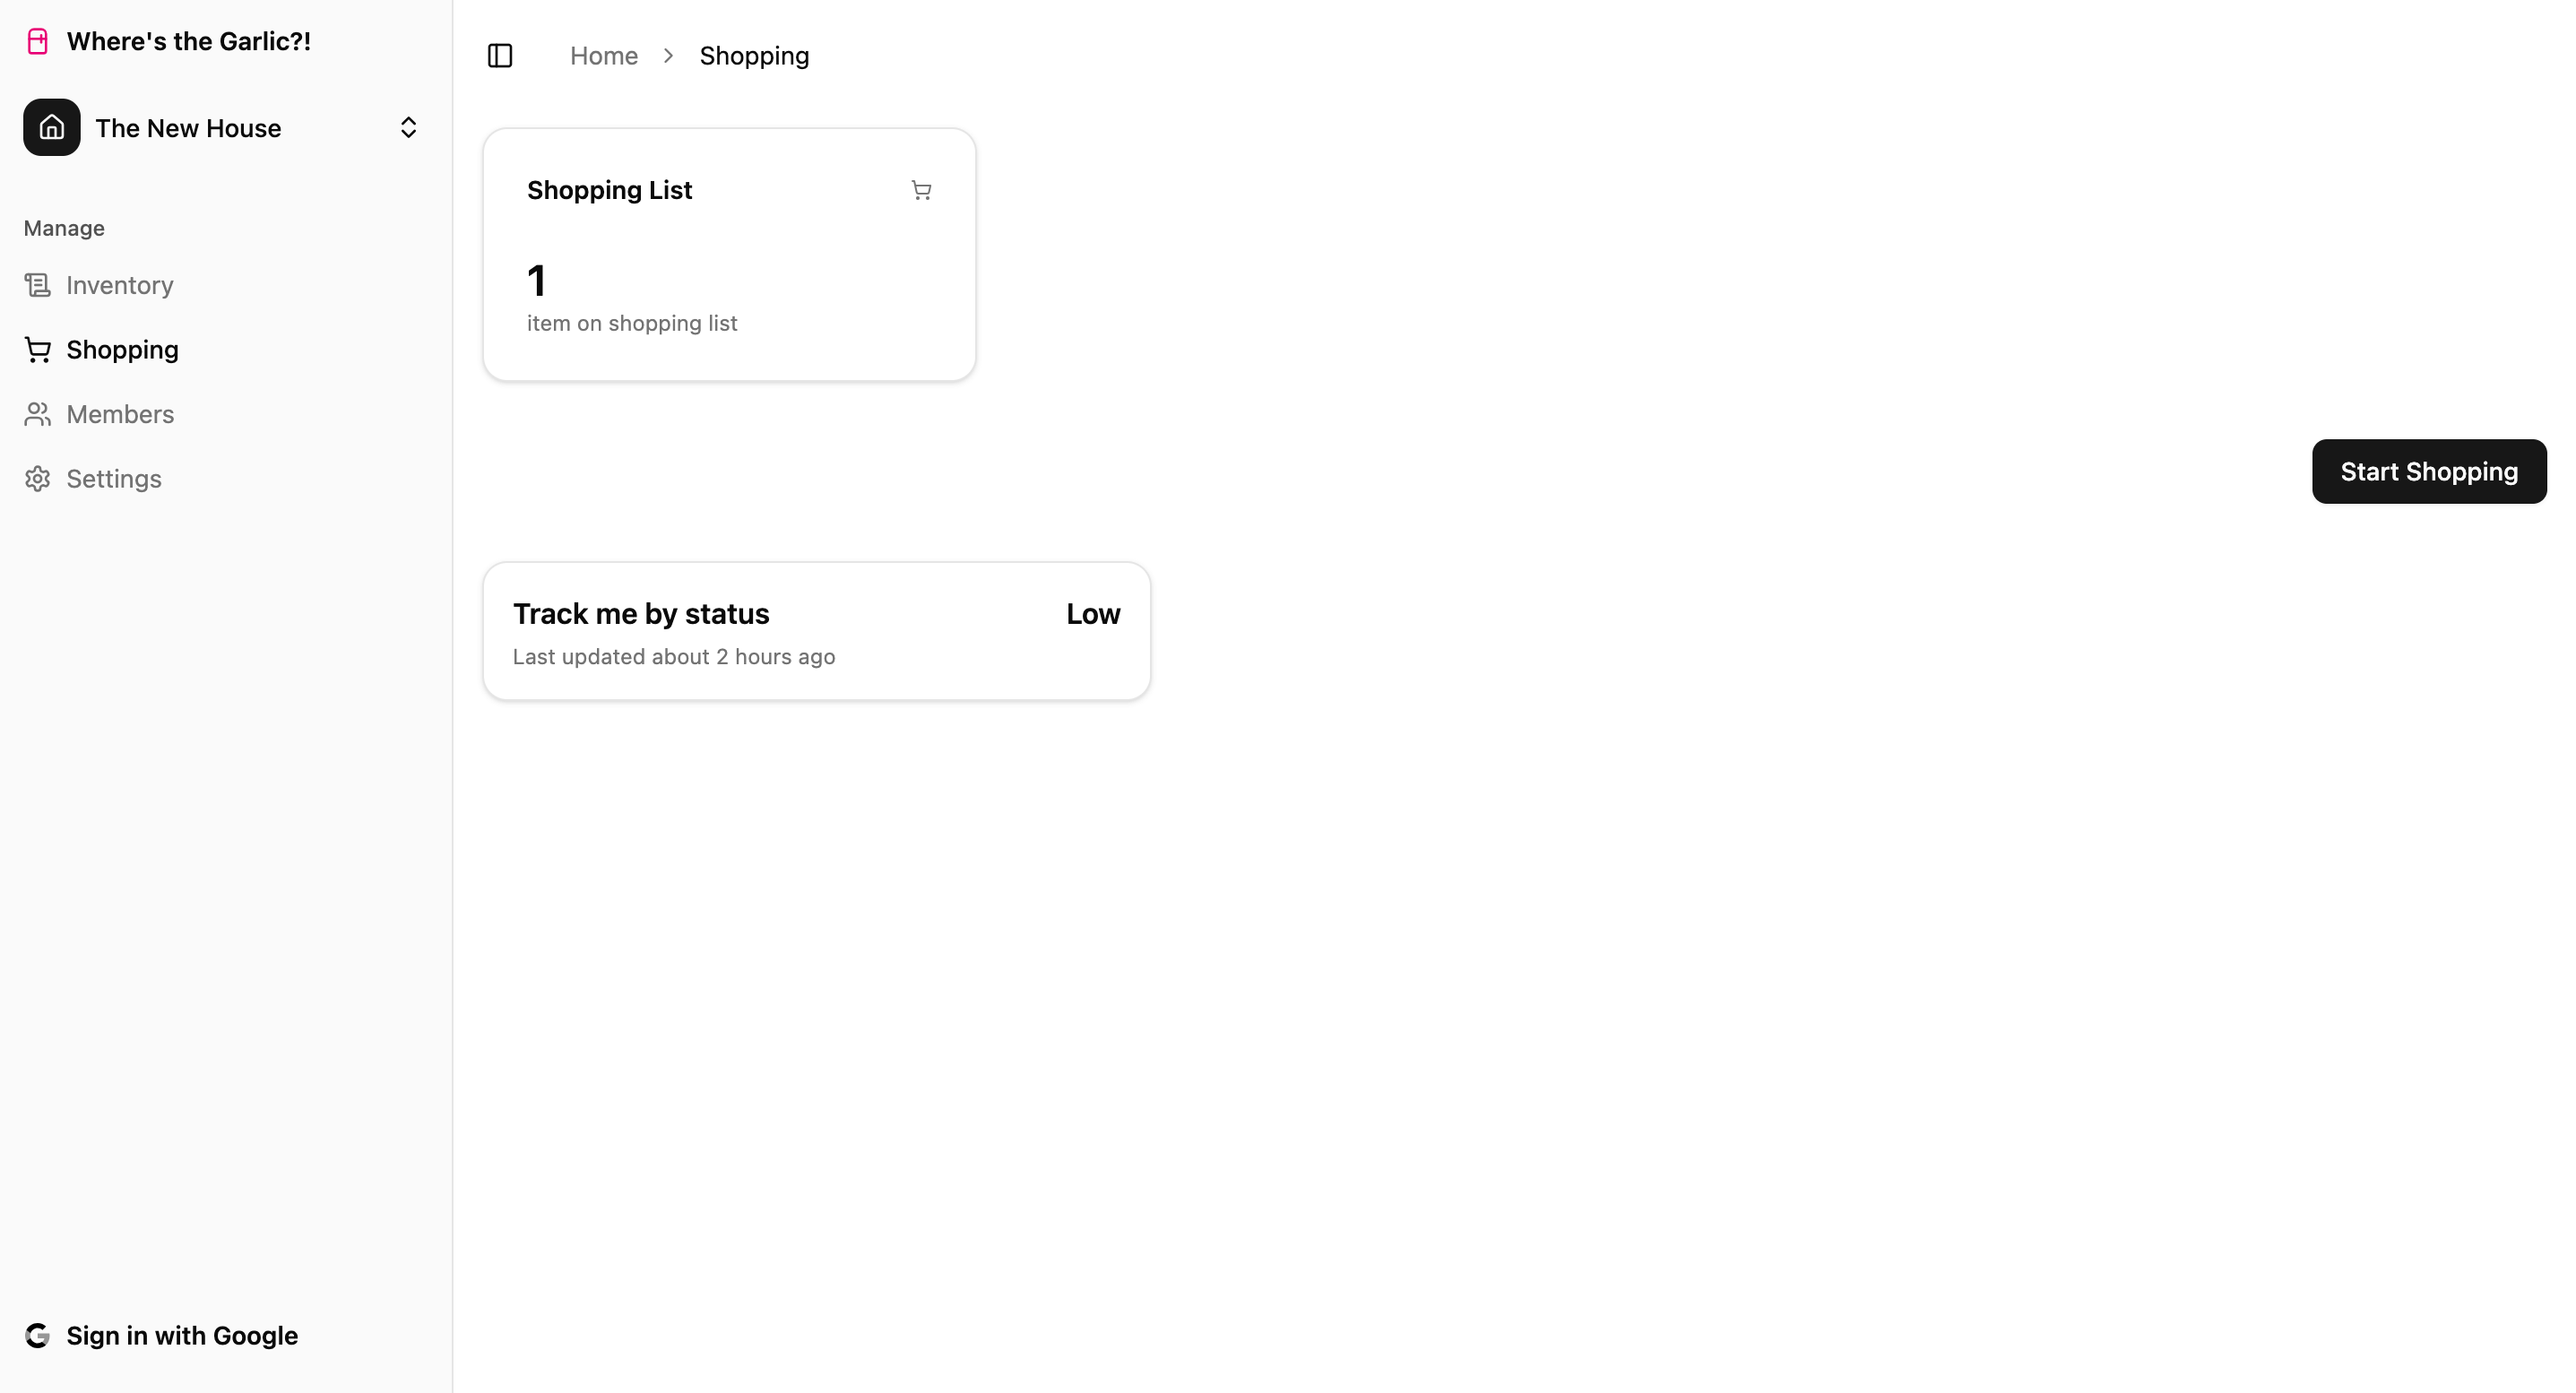 Where's the Garlic?!
The New House
Manage
Inventory
Shopping
Members
Settings
Sign in with Google
Home > Shopping
Shopping List
1
item on shopping list
Start Shopping
Track me by status
Low
Last updated about 2 hours ago